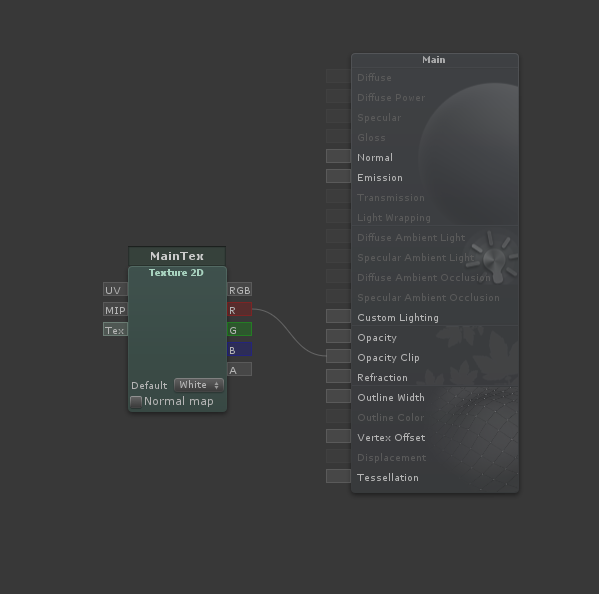 Main
Diffuse
Diffuse Power
Specular
Gloss
Normal
Emission
Transmission
Light Wrapping
Diffuse Ambient Light
Specular Ambient Light
Diffuse Ambient Occlusion
Specular Ambient Occlusion
Custom Lighting
Opacity
Opacity Clip
Refraction
Outline Width
Outline Color
Vertex Offset
Displacement
Tessellation
MainTex
Texture 2D
UV
RGB
MIP
R
Tex
G
B
A
Default White
Normal map